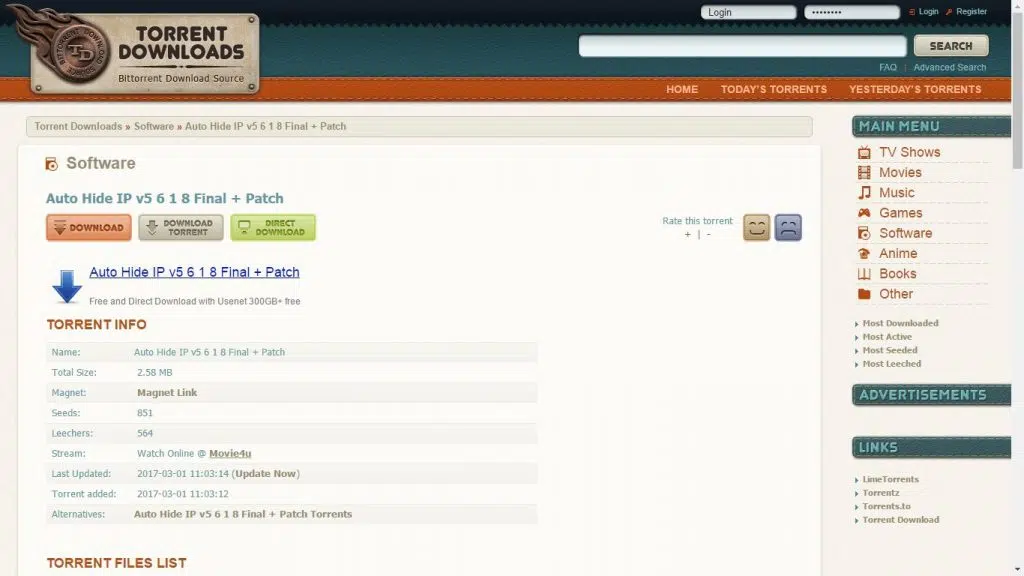 Login
••••••••
Login
Register
TORRENT
DOWNLOADS
Bittorrent Download Source
TD
SEARCH
FAQ | Advanced Search
HOME
TODAY'S TORRENTS
YESTERDAY'S TORRENTS
Torrent Downloads » Software » Auto Hide IP v5 6 1 8 Final + Patch
Software
Auto Hide IP v5 6 1 8 Final + Patch
DOWNLOAD
DOWNLOAD
TORRENT
DIRECT
DOWNLOAD
Rate this torrent
+ | -
Auto Hide IP v5 6 1 8 Final + Patch
Free and Direct Download with Usenet 300GB+ free
TORRENT INFO
Name: Auto Hide IP v5 6 1 8 Final + Patch
Total Size: 2.58 MB
Magnet: Magnet Link
Seeds: 851
Leechers: 564
Stream: Watch Online @ Movie4u
Last Updated: 2017-03-01 11:03:14 (Update Now)
Torrent added: 2017-03-01 11:03:12
Alternatives: Auto Hide IP v5 6 1 8 Final + Patch Torrents
TORRENT FILES LIST
MAIN MENU
TV Shows
Movies
Music
Games
Software
Anime
Books
Other
Most Downloaded
Most Active
Most Seeded
Most Leeched
ADVERTISEMENTS
LINKS
LimeTorrents
Torrentz
Torrents.to
Torrent Download